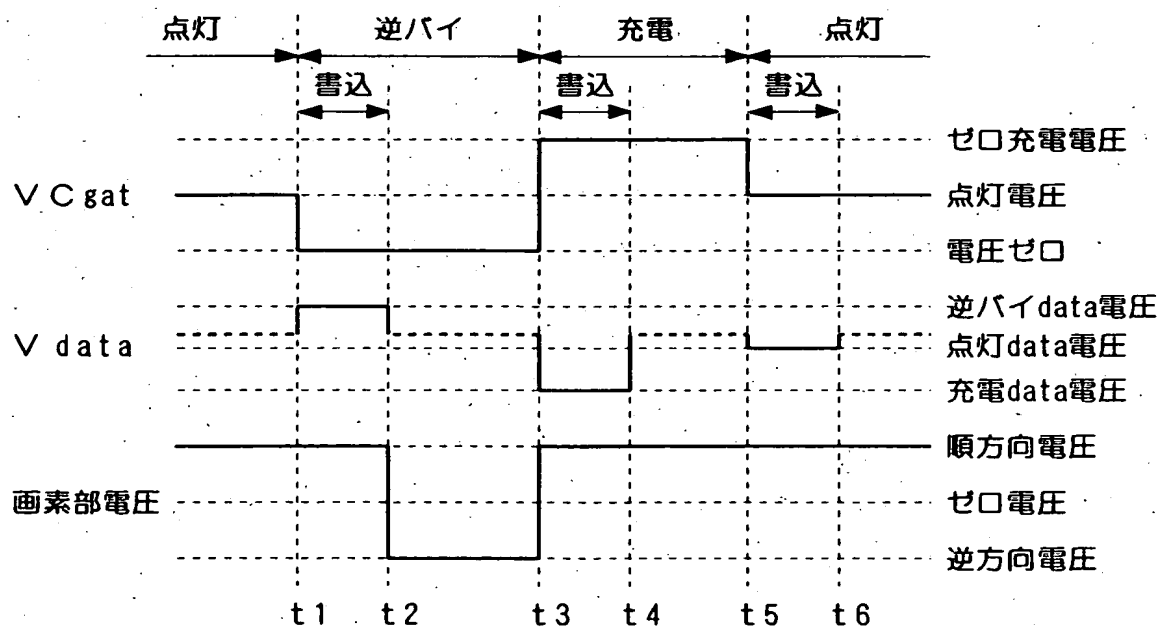 点灯 逆バイ 充電 点灯
書込 書込 書込
ゼロ充電電圧
VCgat 点灯電圧
電圧ゼロ
逆バイdata電圧
Vdata 点灯data電圧
充電data電圧
順方向電圧
画素部電圧 ゼロ電圧
逆方向電圧
t1 t2 t3 t4 t5 t6